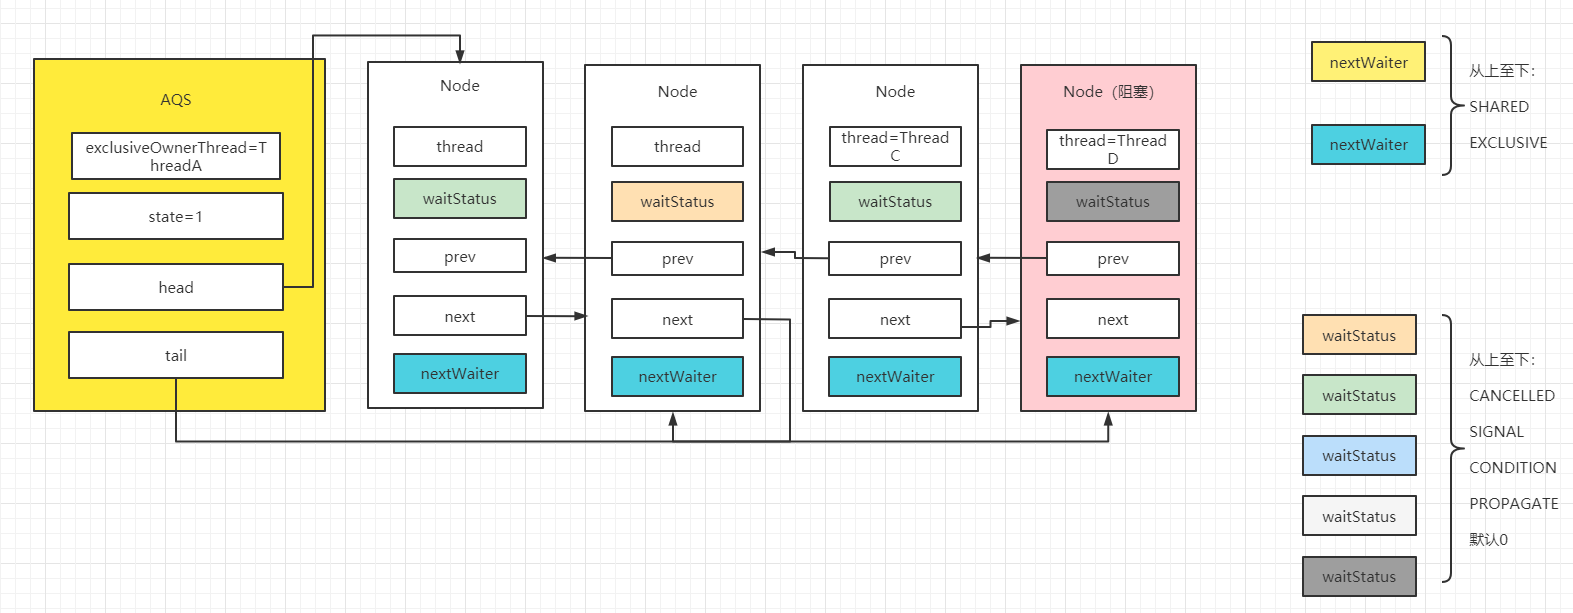 AQS
exclusiveOwnerThread=T
hreadA
state=1
head
tail
Node
thread
waitStatus
prev
next
nextWaiter
Node
thread
waitStatus
prev
next
nextWaiter
Node
thread=Thread
C
waitStatus
prev
next
nextWaiter
Node（阻塞）
thread=Thread
D
waitStatus
prev
next
nextWaiter
nextWaiter
nextWaiter
从上至下：
SHARED
EXCLUSIVE
waitStatus
waitStatus
waitStatus
waitStatus
waitStatus
从上至下：
CANCELLED
SIGNAL
CONDITION
PROPAGATE
默认0